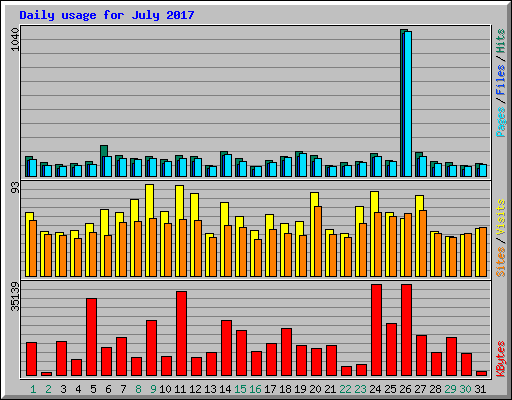 Daily usage for July 2017
1040
Pages / Files / Hits
93
Sites / Visits
35139
KBytes
1 2 3 4 5 6 7 8 9 10 11 12 13 14 15 16 17 18 19 20 21 22 23 24 25 26 27 28 29 30 31